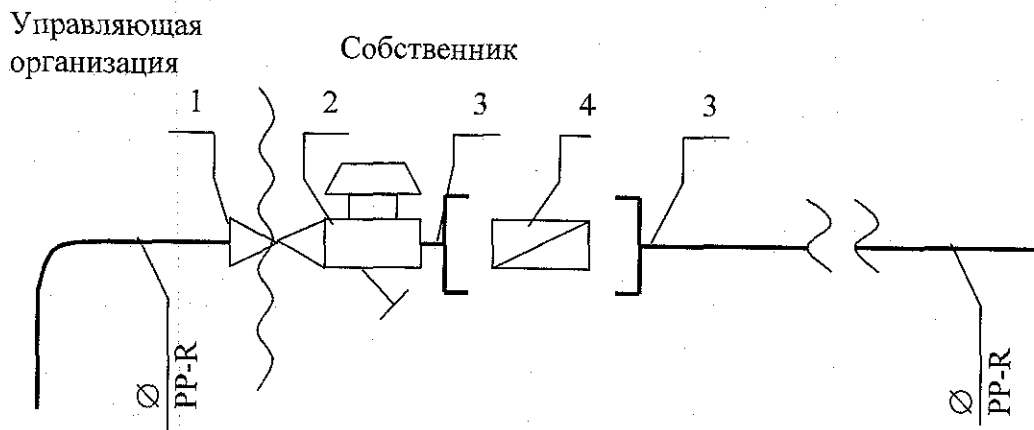 Управляющая
организация
Собственник
1
2
3
4
3
Ø
PP-R
Ø
PP-R